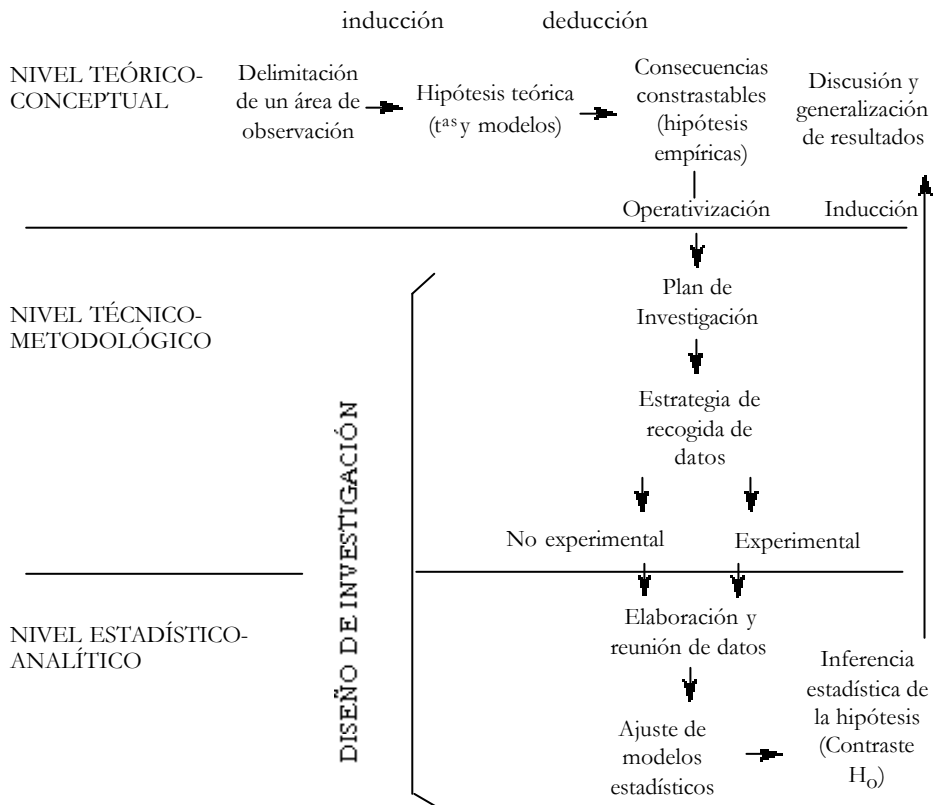 inducción
deducción
NIVEL TEÓRICO-
CONCEPTUAL
Delimitación
de un área de
observación
Hipótesis teórica
(tas y modelos)
Consecuencias
constrastables
(hipótesis
empíricas)
Discusión y
generalización
de resultados
Operativización
Inducción
NIVEL TÉCNICO-
METODOLÓGICO
DISEÑO DE INVESTIGACIÓN
Plan de
Investigación
Estrategia de
recogida de
datos
No experimental
Experimental
NIVEL ESTADÍSTICO-
ANALÍTICO
Elaboración y
reunión de datos
Ajuste de
modelos
estadísticos
Inferencia
estadística de
la hipótesis
(Contraste
HO)